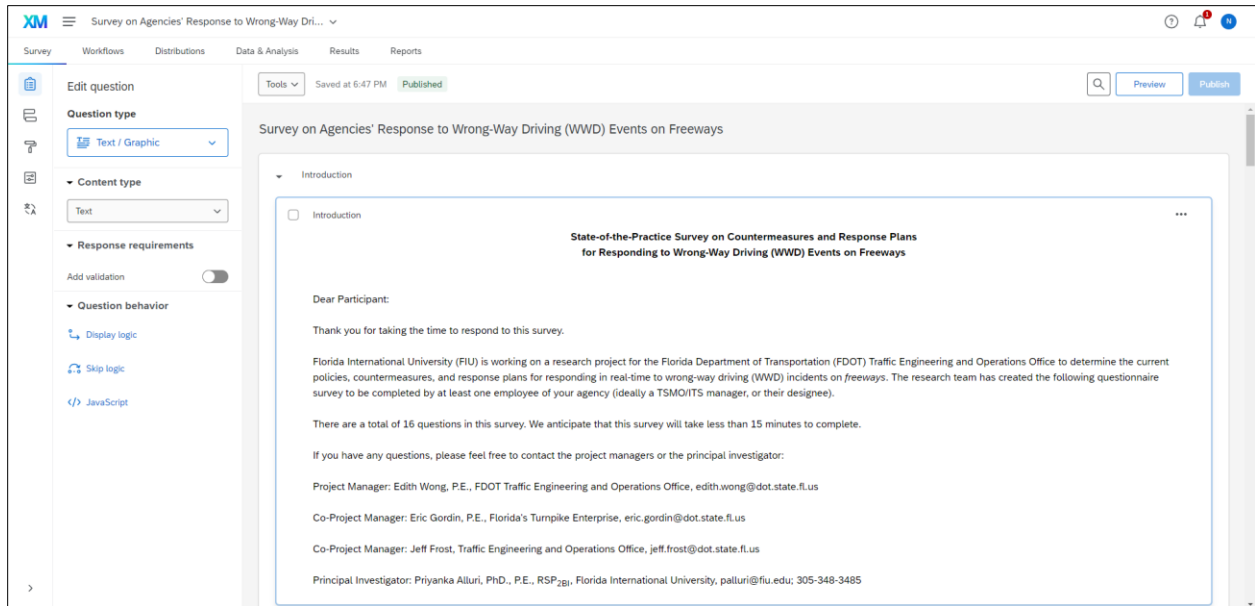 XM
Survey on Agencies' Response to Wrong-Way Dri...
1
N
Survey
Workflows
Distributions
Data & Analysis
Results
Reports
Edit question
Tools
Saved at 6:47 PM
Published
Preview
Publish
Question type
Text / Graphic
Content type
Text
Response requirements
Add validation
Question behavior
Display logic
Skip logic
</> JavaScript
Survey on Agencies' Response to Wrong-Way Driving (WWD) Events on Freeways
Introduction
Introduction
State-of-the-Practice Survey on Countermeasures and Response Plans
for Responding to Wrong-Way Driving (WWD) Events on Freeways
Dear Participant:
Thank you for taking the time to respond to this survey.
Florida International University (FIU) is working on a research project for the Florida Department of Transportation (FDOT) Traffic Engineering and Operations Office to determine the current
policies, countermeasures, and response plans for responding in real-time to wrong-way driving (WWD) incidents on freeways. The research team has created the following questionnaire
survey to be completed by at least one employee of your agency (ideally a TSMO/ITS manager, or their designee).
There are a total of 16 questions in this survey. We anticipate that this survey will take less than 15 minutes to complete.
If you have any questions, please feel free to contact the project managers or the principal investigator:
Project Manager: Edith Wong, P.E., FDOT Traffic Engineering and Operations Office, edith.wong@dot.state.fl.us
Co-Project Manager: Eric Gordin, P.E., Florida's Turnpike Enterprise, eric.gordin@dot.state.fl.us
Co-Project Manager: Jeff Frost, Traffic Engineering and Operations Office, jeff.frost@dot.state.fl.us
Principal Investigator: Priyanka Alluri, PhD., P.E., RSP2BI, Florida International University, palluri@fiu.edu; 305-348-3485